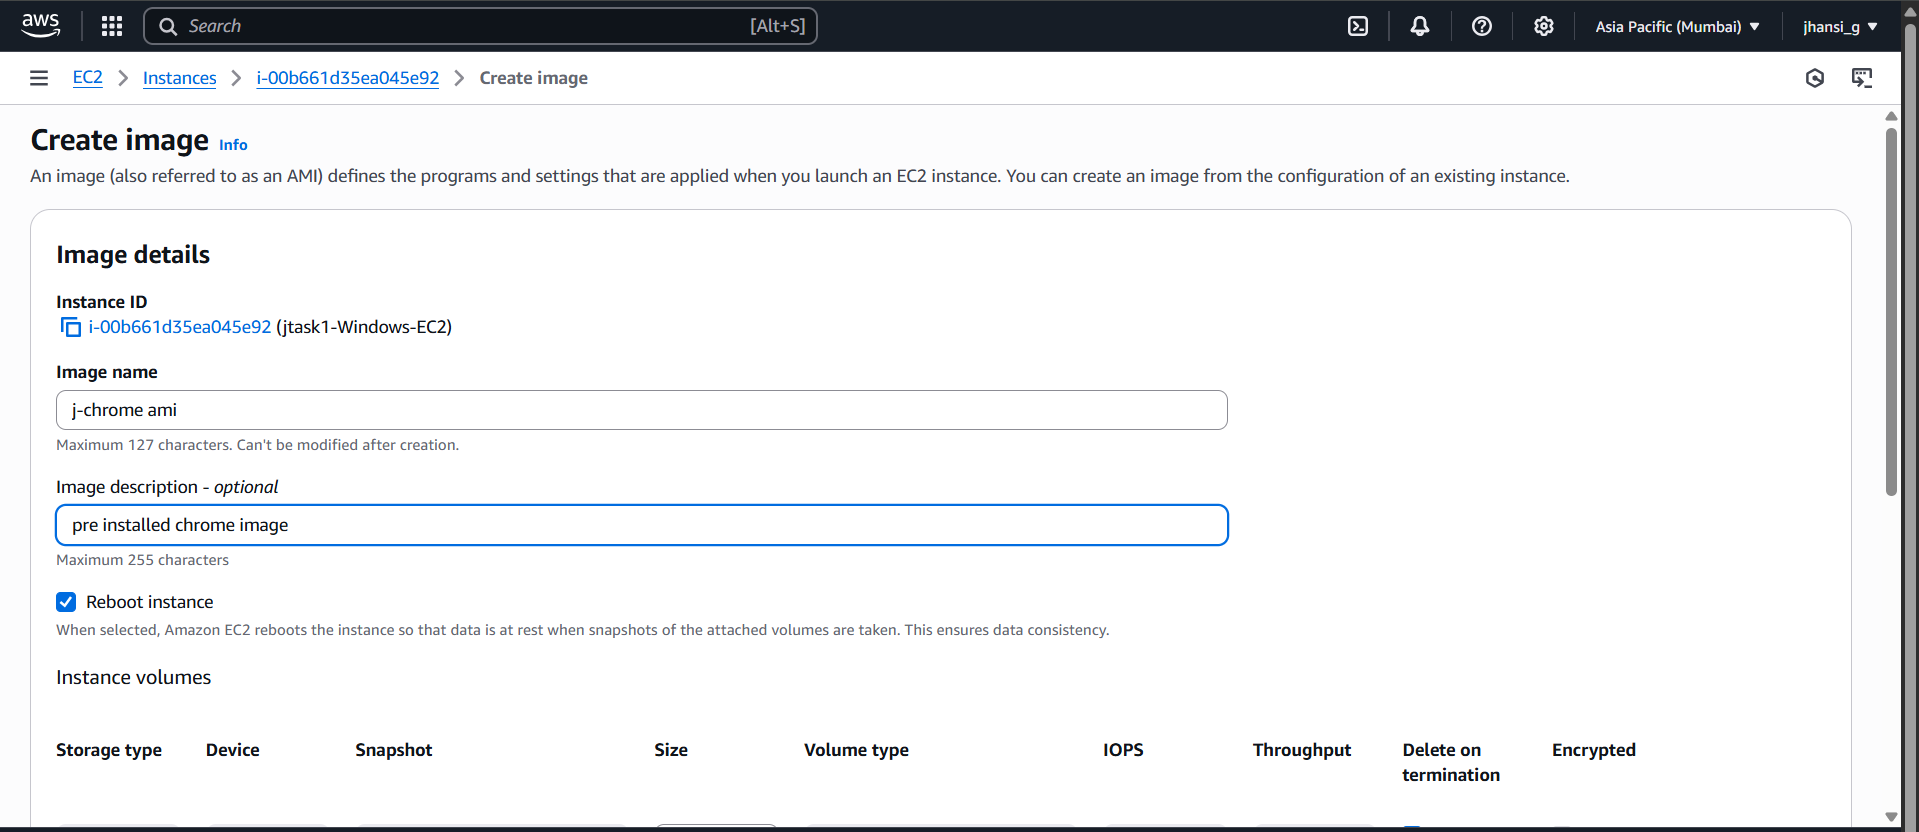 aws
Search [Alt+S]
Asia Pacific (Mumbai)
jhansi_g
EC2 > Instances > i-00b661d35ea045e92 > Create image
Create image Info
An image (also referred to as an AMI) defines the programs and settings that are applied when you launch an EC2 instance. You can create an image from the configuration of an existing instance.
Image details
Instance ID
i-00b661d35ea045e92 (jtask1-Windows-EC2)
Image name
j-chrome ami
Maximum 127 characters. Can't be modified after creation.
Image description - optional
pre installed chrome image
Maximum 255 characters
Reboot instance
When selected, Amazon EC2 reboots the instance so that data is at rest when snapshots of the attached volumes are taken. This ensures data consistency.
Instance volumes
Storage type Device Snapshot Size Volume type IOPS Throughput Delete on termination Encrypted